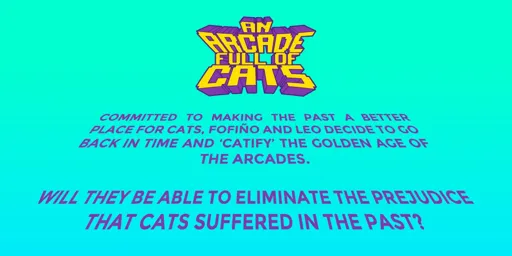 AN
ARCADE
FULL OF
CATS
COMMITTED TO MAKING THE PAST A BETTER
PLACE FOR CATS, FOFIÑO AND LEO DECIDE TO GO
BACK IN TIME AND 'CATIFY' THE GOLDEN AGE OF
THE ARCADES.
WILL THEY BE ABLE TO ELIMINATE THE PREJUDICE
THAT CATS SUFFERED IN THE PAST?